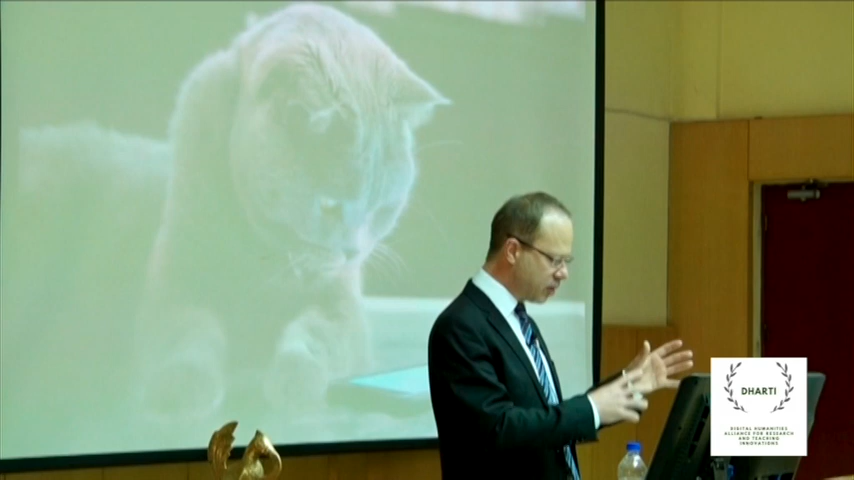 DHARTI
DIGITAL HUMANITIES
ALLIANCE FOR RESEARCH
AND TEACHING
INNOVATIONS